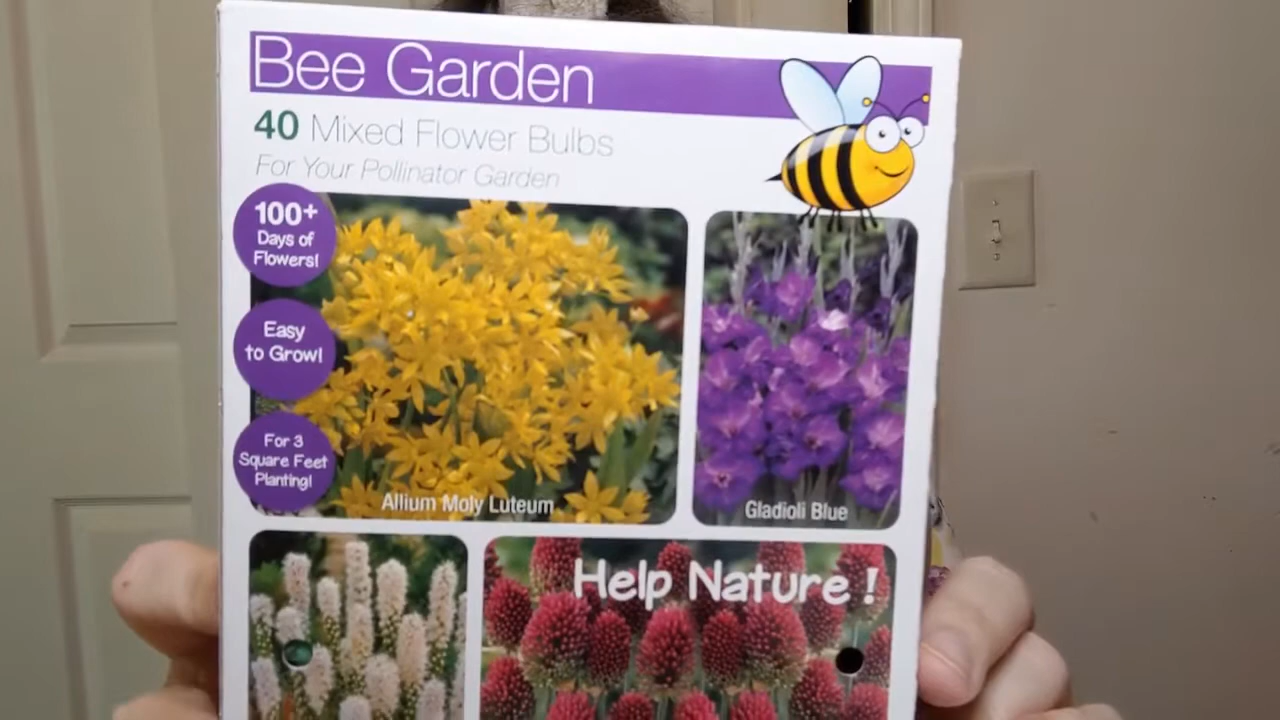 Bee Garden
40 Mixed Flower Bulbs
For Your Pollinator Garden
100+
Days of
Flowers!
Easy
to Grow!
For 3
Square Feet
Planting!
Allium Moly Luteum
Gladioli Blue
Help Nature !